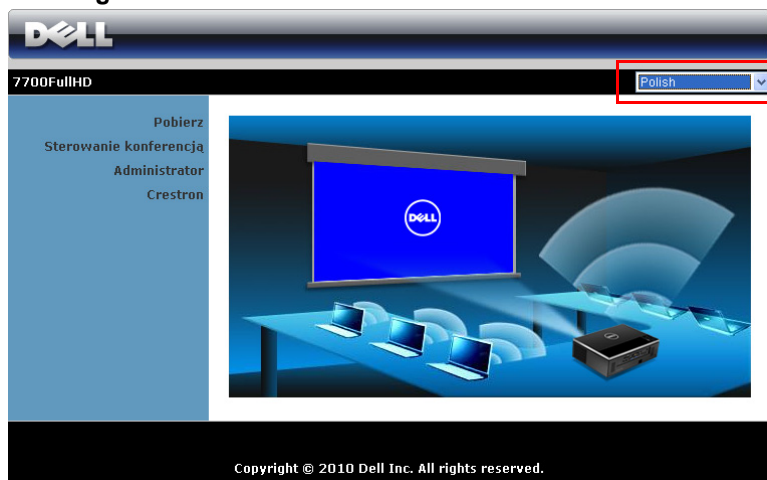 DELL
7700FullHD
Polish
Pobierz
Sterowanie konferencją
Administrator
Crestron
DELL
Copyright © 2010 Dell Inc. All rights reserved.